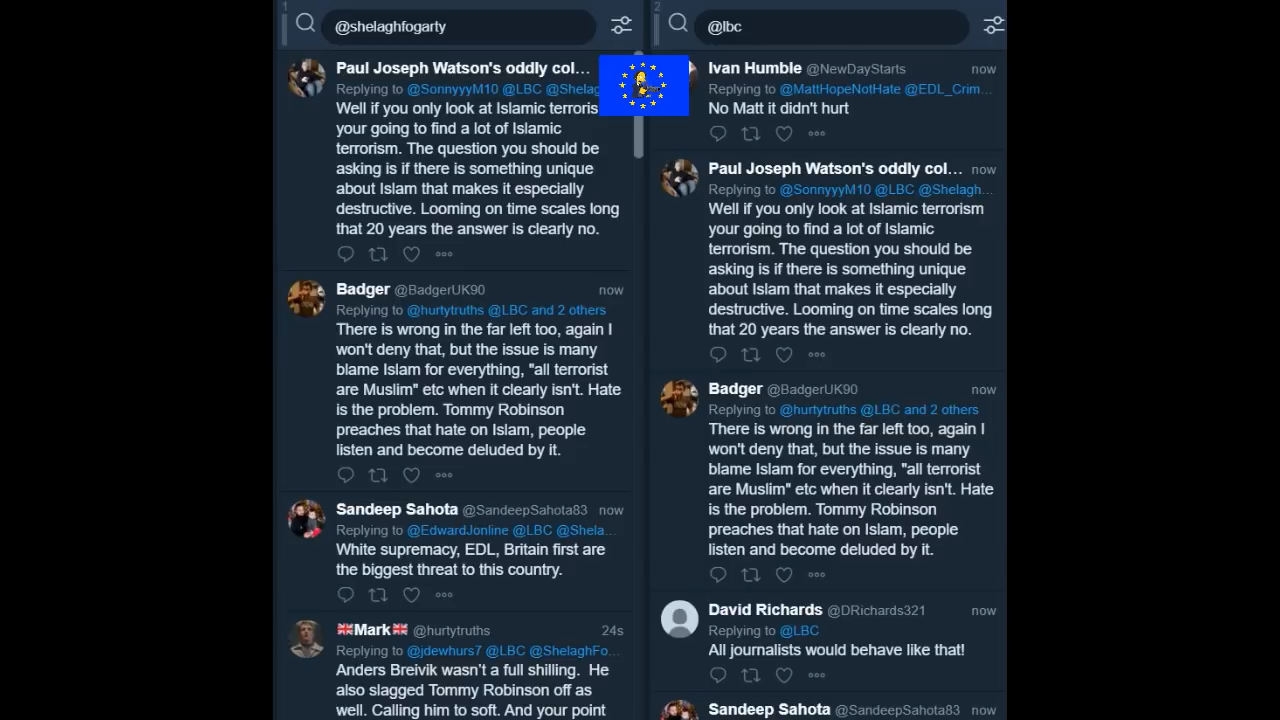 1
@shelaghfogarty
Paul Joseph Watson's oddly col...
Replying to @SonnyyyM10 @LBC @Shelag
Well if you only look at Islamic terroris
your going to find a lot of Islamic
terrorism. The question you should be
asking is if there is something unique
about Islam that makes it especially
destructive. Looming on time scales long
that 20 years the answer is clearly no.
Badger @BadgerUK90 now
Replying to @hurtytruths @LBC and 2 others
There is wrong in the far left too, again I
won't deny that, but the issue is many
blame Islam for everything, "all terrorist
are Muslim" etc when it clearly isn't. Hate
is the problem. Tommy Robinson
preaches that hate on Islam, people
listen and become deluded by it.
Sandeep Sahota @SandeepSahota83 now
Replying to @EdwardJonline @LBC @Shela...
White supremacy, EDL, Britain first are
the biggest threat to this country.
🇬🇧Mark🇬🇧 @hurtytruths 24s
Replying to @jdewhurs7 @LBC @ShelaghFo...
Anders Breivik wasn't a full shilling.  He
also slagged Tommy Robinson off as
well. Calling him to soft. And your point
2
@lbc
Ivan Humble @NewDayStarts now
Replying to @MattHopeNotHate @EDL_Crim...
No Matt it didn't hurt
Paul Joseph Watson's oddly col... now
Replying to @SonnyyyM10 @LBC @Shelagh...
Well if you only look at Islamic terrorism
your going to find a lot of Islamic
terrorism. The question you should be
asking is if there is something unique
about Islam that makes it especially
destructive. Looming on time scales long
that 20 years the answer is clearly no.
Badger @BadgerUK90 now
Replying to @hurtytruths @LBC and 2 others
There is wrong in the far left too, again I
won't deny that, but the issue is many
blame Islam for everything, "all terrorist
are Muslim" etc when it clearly isn't. Hate
is the problem. Tommy Robinson
preaches that hate on Islam, people
listen and become deluded by it.
David Richards @DRichards321 now
Replying to @LBC
All journalists would behave like that!
Sandeep Sahota @SandeepSahota83 now